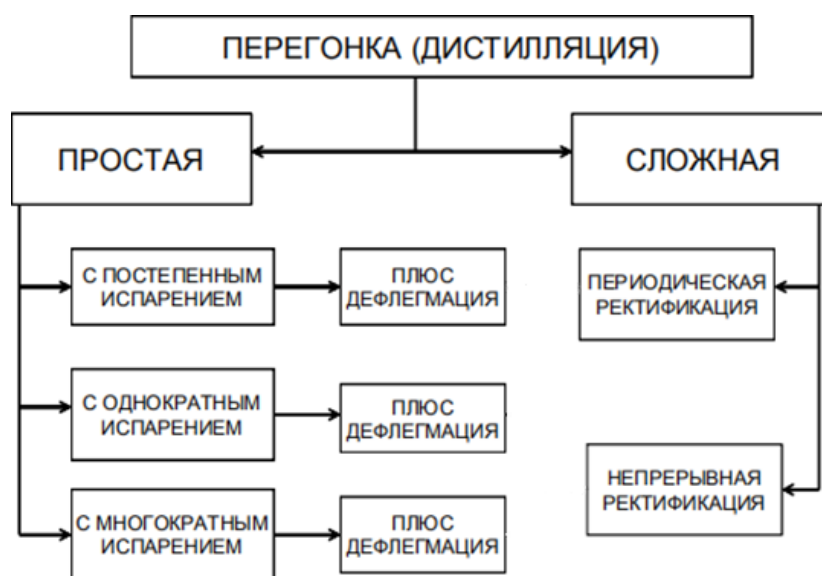 ПЕРЕГОНКА (ДИСТИЛЛЯЦИЯ)
ПРОСТАЯ
СЛОЖНАЯ
С ПОСТЕПЕННЫМ
ИСПАРЕНИЕМ
ПЛЮС
ДЕФЛЕГМАЦИЯ
ПЕРИОДИЧЕСКАЯ
РЕКТИФИКАЦИЯ
С ОДНОКРАТНЫМ
ИСПАРЕНИЕМ
ПЛЮС
ДЕФЛЕГМАЦИЯ
НЕПРЕРЫВНАЯ
РЕКТИФИКАЦИЯ
С МНОГОКРАТНЫМ
ИСПАРЕНИЕМ
ПЛЮС
ДЕФЛЕГМАЦИЯ